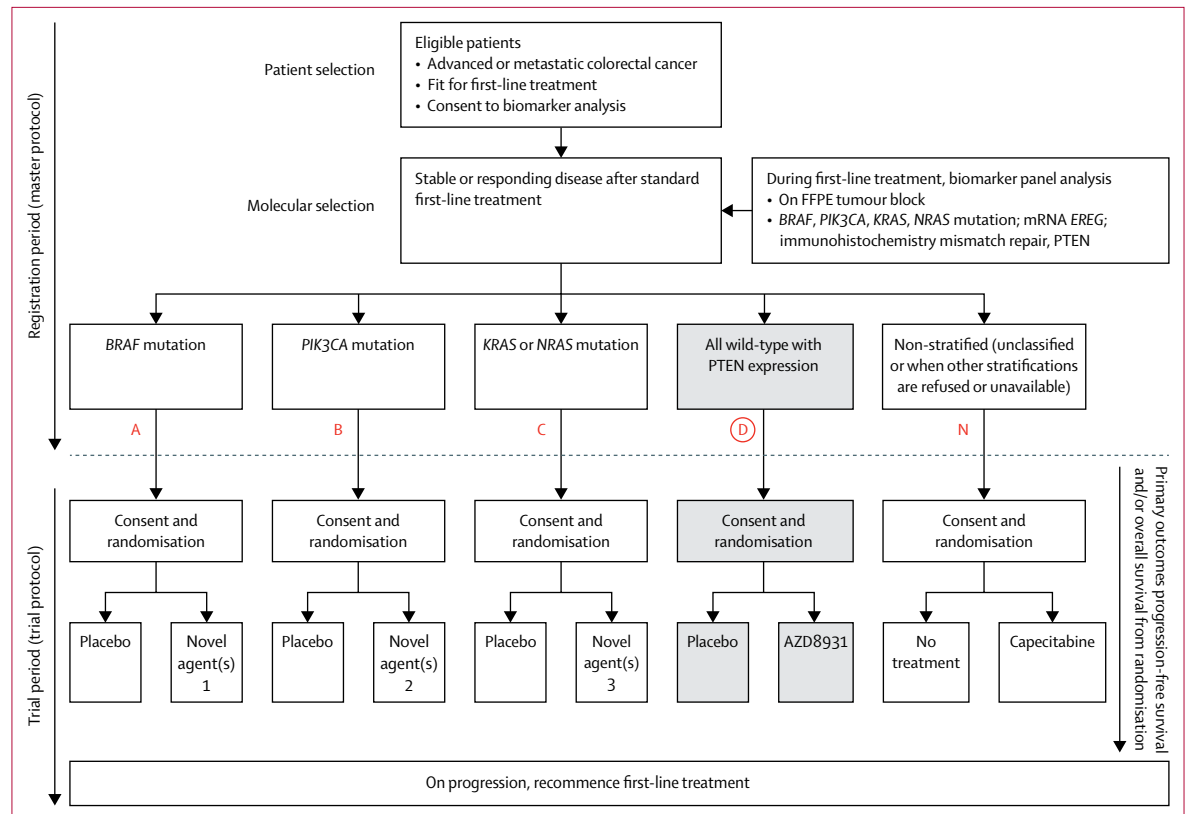 Patient selection
Eligible patients
• Advanced or metastatic colorectal cancer
• Fit for first-line treatment
• Consent to biomarker analysis
Registration period (master protocol)
Molecular selection
Stable or responding disease after standard
first-line treatment
During first-line treatment, biomarker panel analysis
• On FFPE tumour block
• BRAF, PIK3CA, KRAS, NRAS mutation; mRNA EREG;
immunohistochemistry mismatch repair, PTEN
BRAF mutation
PIK3CA mutation
KRAS or NRAS mutation
All wild-type with
PTEN expression
Non-stratified (unclassified
or when other stratifications
are refused or unavailable)
A
B
C
D
N
Trial period (trial protocol)
Consent and
randomisation
Consent and
randomisation
Consent and
randomisation
Consent and
randomisation
Consent and
randomisation
Primary outcomes progression-free survival
and/or overall survival from randomisation
Placebo
Novel
agent(s)
1
Placebo
Novel
agent(s)
2
Placebo
Novel
agent(s)
3
Placebo
AZD8931
No
treatment
Capecitabine
On progression, recommence first-line treatment